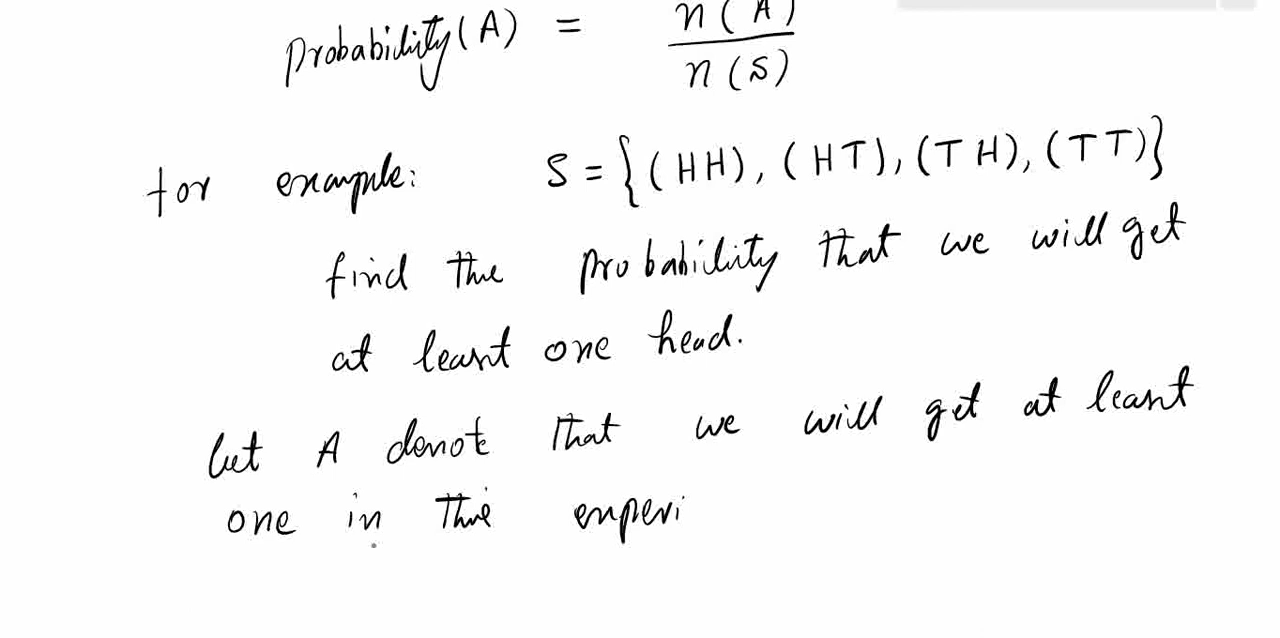 Probability(A) = n(A)
n(S)
for example: S = {(HH), (HT), (TH), (TT)}
find the probability that we will get
at least one head.
let A denote that we will get at least
one in the experi